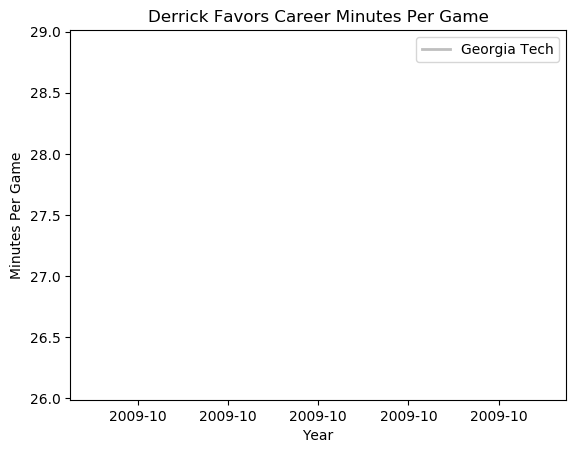 Derrick Favors Career Minutes Per Game
Georgia Tech
29.0
28.5
28.0
27.5
27.0
26.5
26.0
Minutes Per Game
2009-10 2009-10 2009-10 2009-10 2009-10
Year